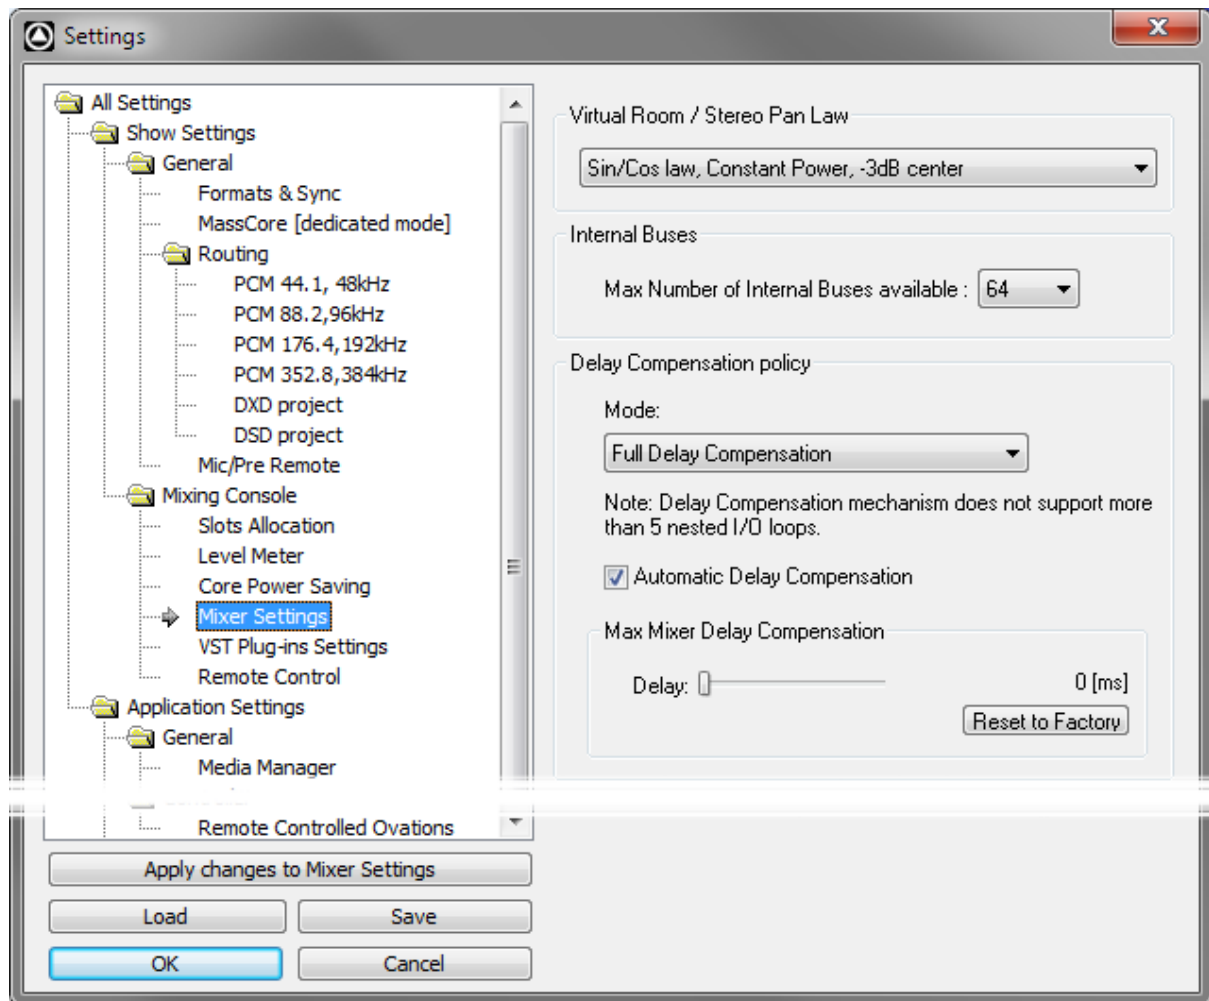 Settings
All Settings
Show Settings
General
Formats & Sync
MassCore [dedicated mode]
Routing
PCM 44.1, 48kHz
PCM 88.2,96kHz
PCM 176.4,192kHz
PCM 352.8,384kHz
DXD project
DSD project
Mic/Pre Remote
Mixing Console
Slots Allocation
Level Meter
Core Power Saving
Mixer Settings
VST Plug-ins Settings
Remote Control
Application Settings
General
Media Manager
Remote Controlled Ovations
Apply changes to Mixer Settings
Load
Save
OK
Cancel
Virtual Room / Stereo Pan Law
Sin/Cos law, Constant Power, -3dB center
Internal Buses
Max Number of Internal Buses available : 64
Delay Compensation policy
Mode:
Full Delay Compensation
Note: Delay Compensation mechanism does not support more
than 5 nested I/O loops.
Automatic Delay Compensation
Max Mixer Delay Compensation
Delay: 0 [ms]
Reset to Factory